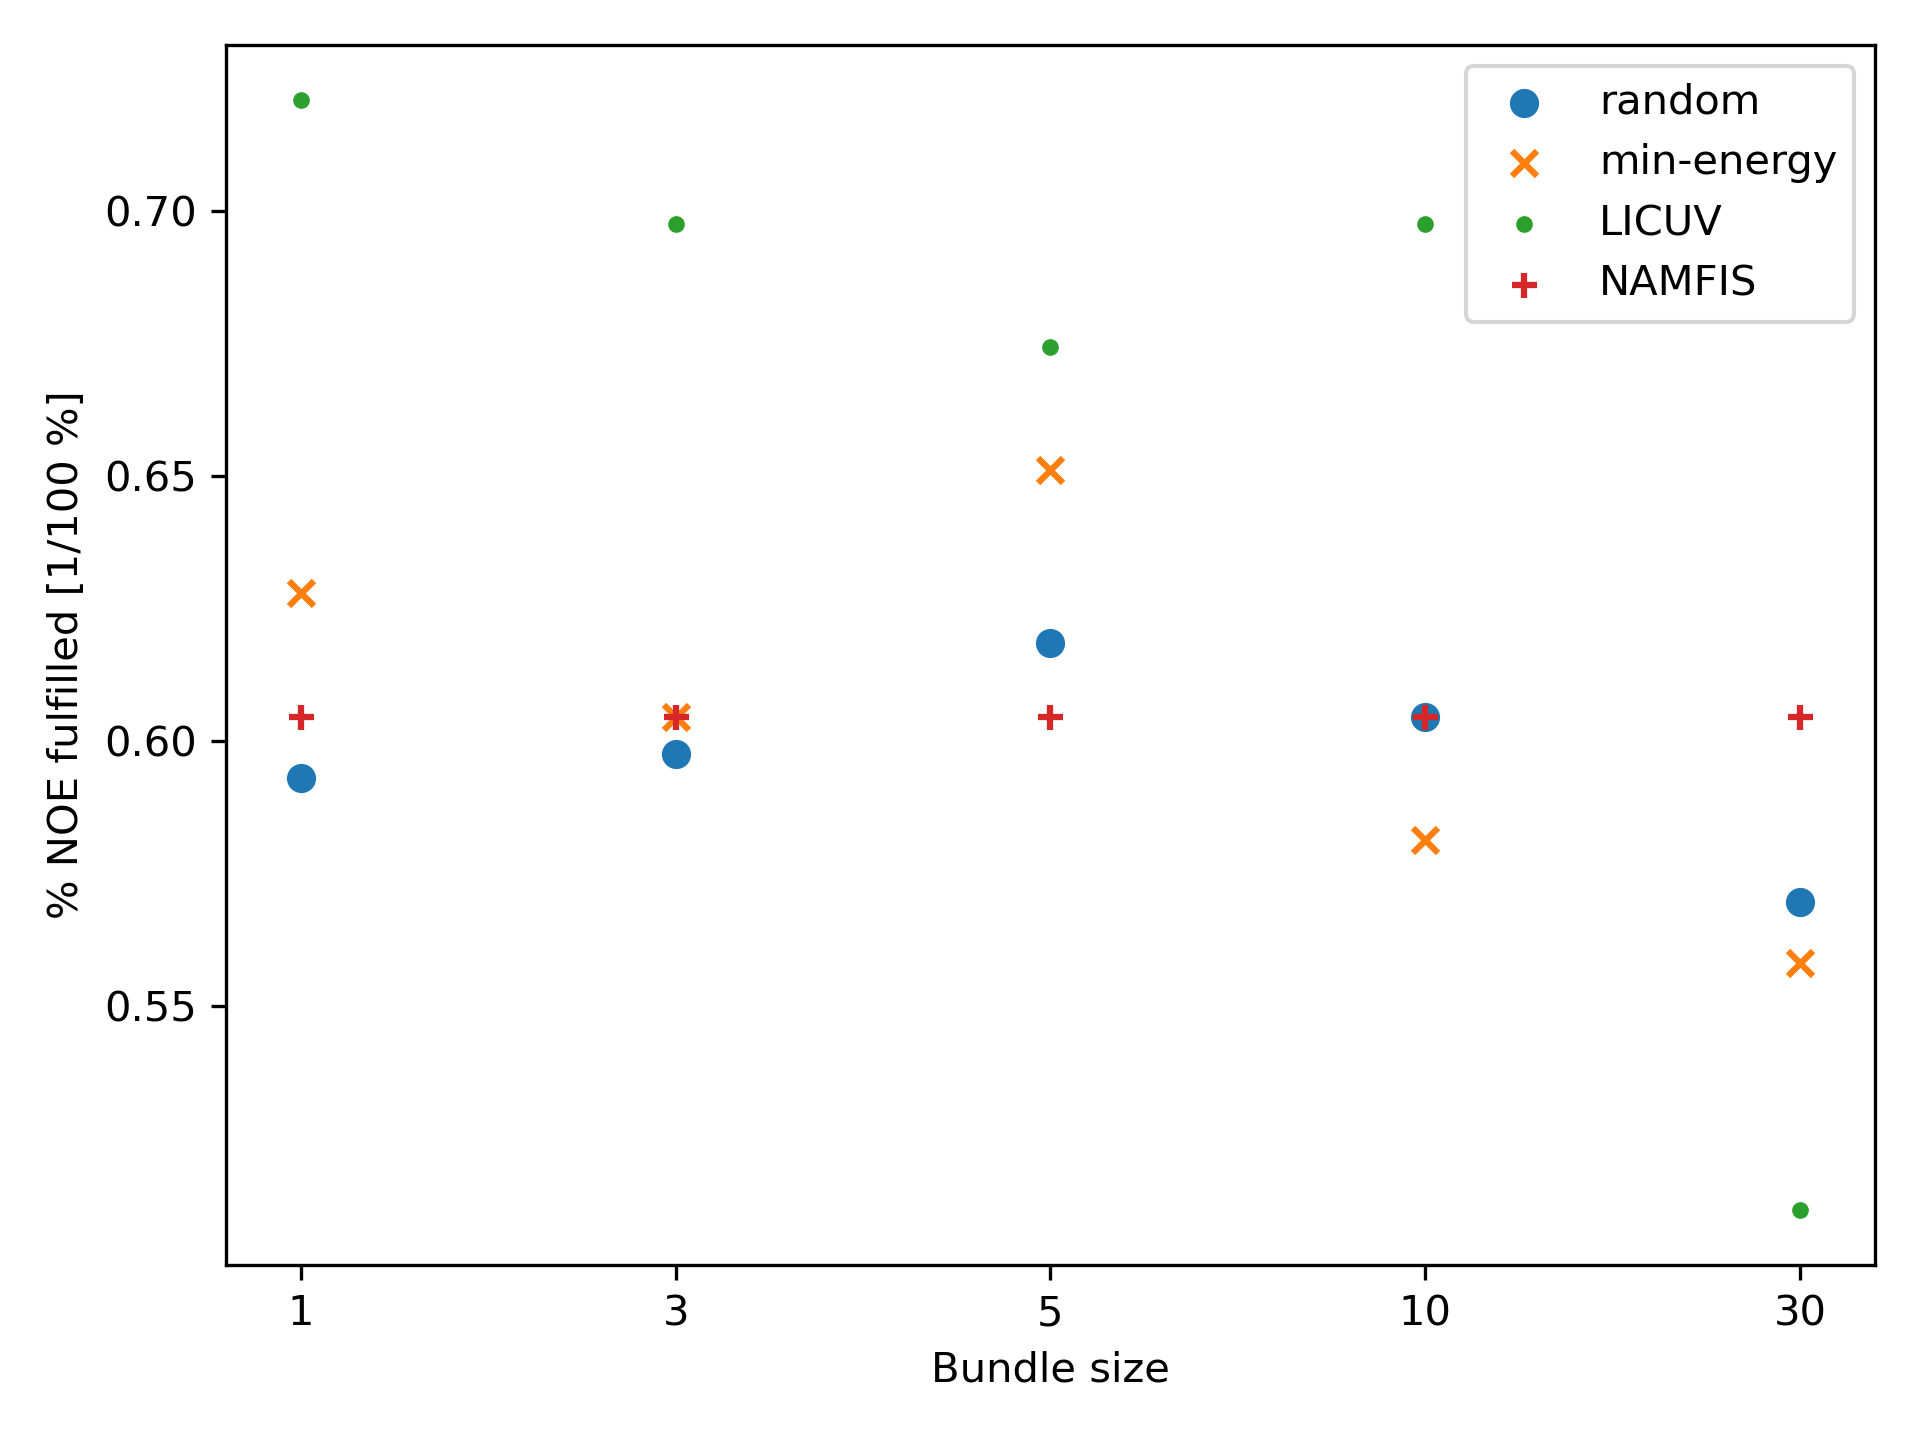 random
min-energy
LICUV
NAMFIS
0.70
0.65
0.60
0.55
% NOE fulfilled [1/100 %]
1 3 5 10 30
Bundle size